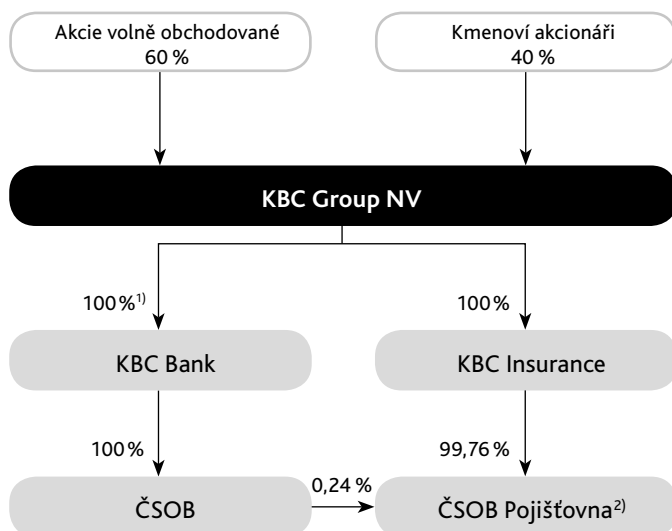 Akcie volně obchodované
60 %
Kmenoví akcionáři
40 %
KBC Group NV
100 %1)
100 %
KBC Bank
KBC Insurance
100 %
99,76 %
0,24 %
ČSOB
ČSOB Pojišťovna2)